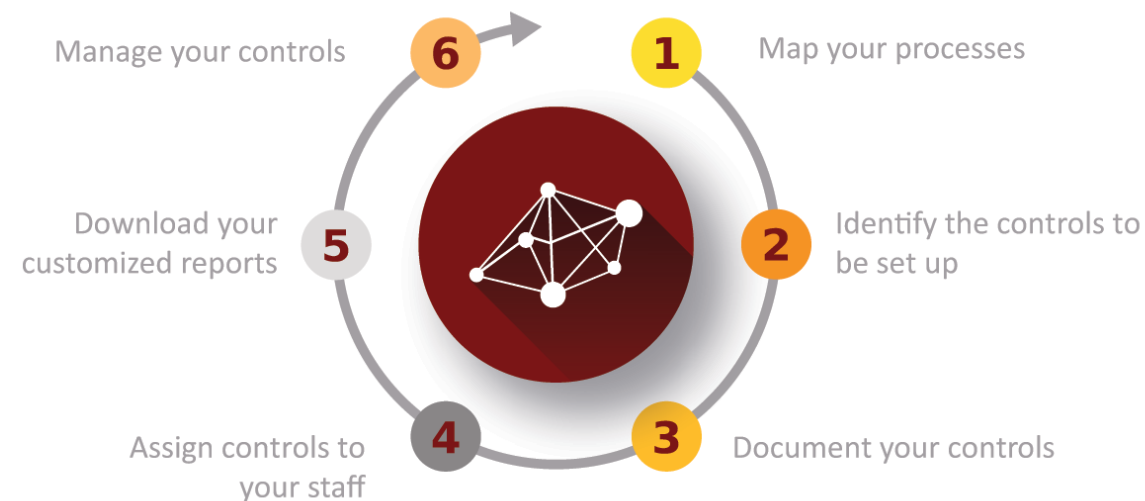 1
Map your processes
2
Identify the controls to
be set up
3
Document your controls
4
Assign controls to
your staff
5
Download your
customized reports
6
Manage your controls